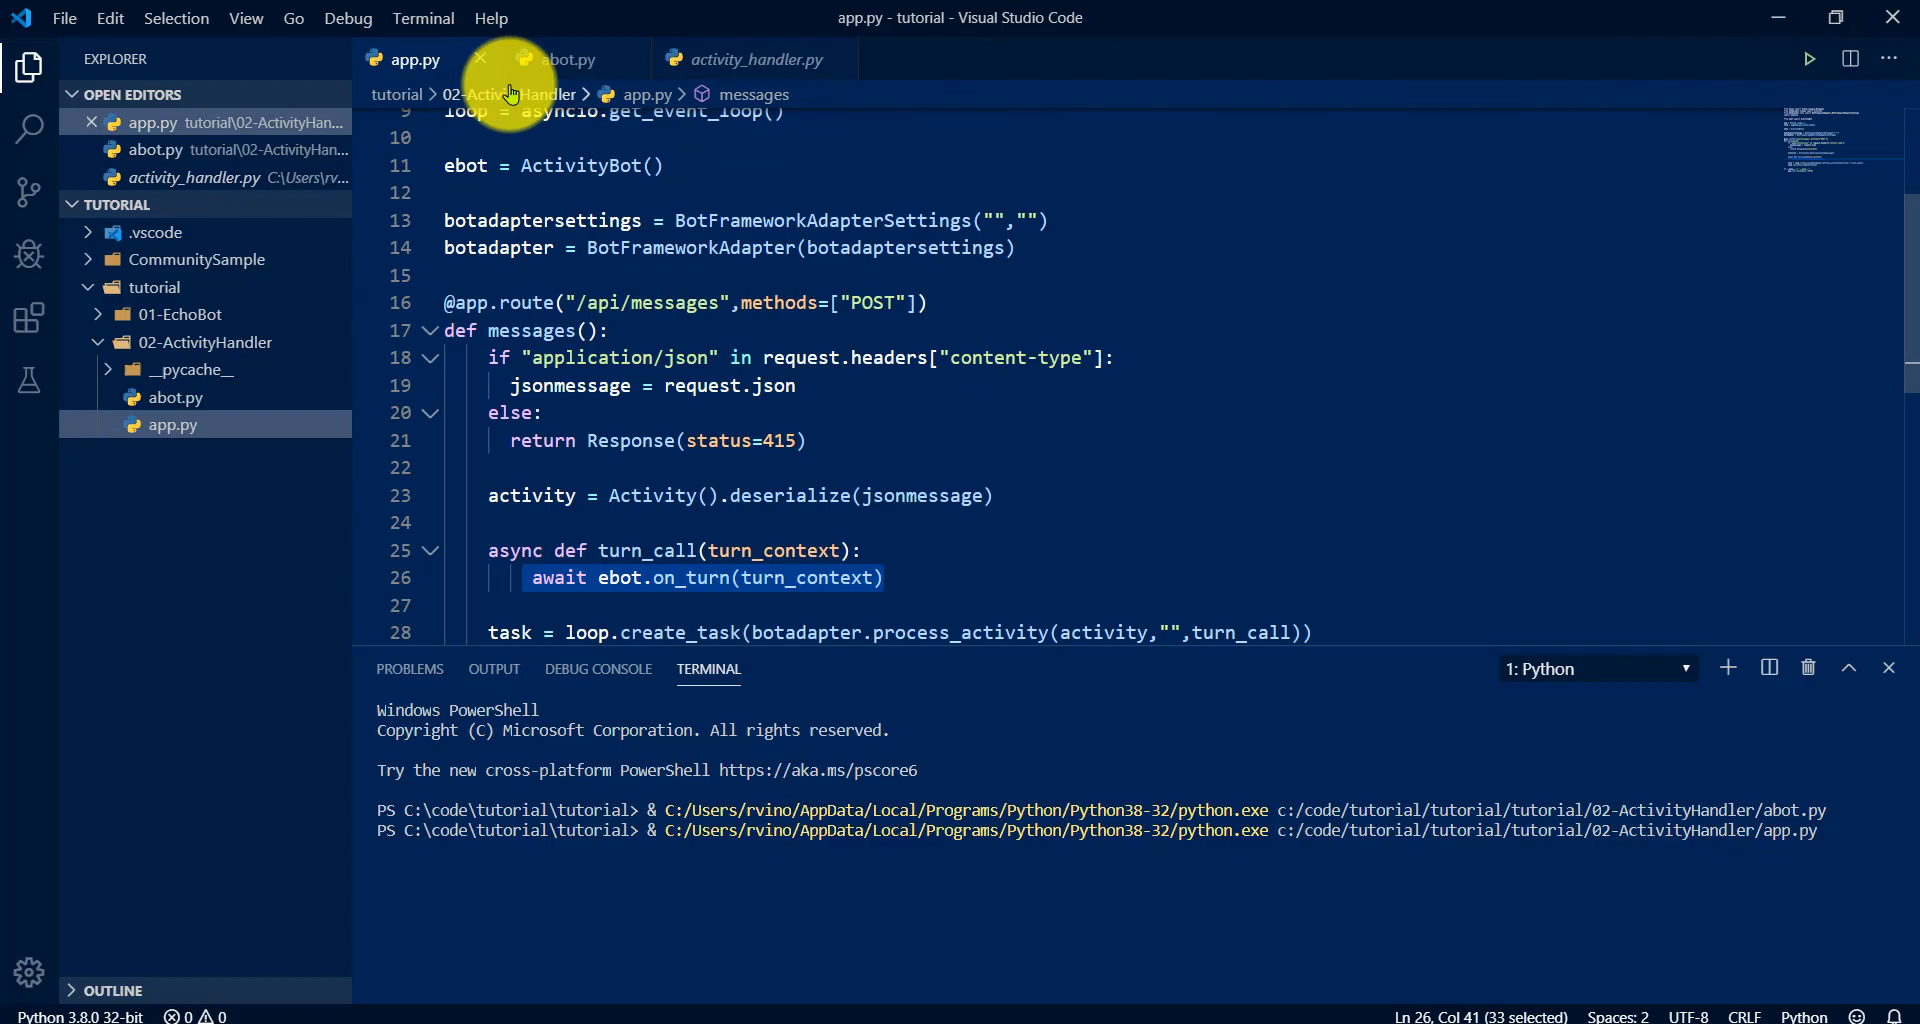 File Edit Selection View Go Debug Terminal Help
app.py - tutorial - Visual Studio Code
EXPLORER
OPEN EDITORS
app.py tutorial\02-ActivityHan...
abot.py tutorial\02-ActivityHan...
activity_handler.py C:\Users\rv...
TUTORIAL
.vscode
CommunitySample
tutorial
01-EchoBot
02-ActivityHandler
__pycache__
abot.py
app.py
OUTLINE
app.py abot.py activity_handler.py
tutorial > 02-ActivityHandler > app.py > messages
9 loop = asyncio.get_event_loop()
10
11 ebot = ActivityBot()
12
13 botadaptersettings = BotFrameworkAdapterSettings("","")
14 botadapter = BotFrameworkAdapter(botadaptersettings)
15
16 @app.route("/api/messages",methods=["POST"])
17 def messages():
18 if "application/json" in request.headers["content-type"]:
19 jsonmessage = request.json
20 else:
21 return Response(status=415)
22
23 activity = Activity().deserialize(jsonmessage)
24
25 async def turn_call(turn_context):
26 await ebot.on_turn(turn_context)
27
28 task = loop.create_task(botadapter.process_activity(activity,"",turn_call))
PROBLEMS OUTPUT DEBUG CONSOLE TERMINAL
1: Python
Windows PowerShell
Copyright (C) Microsoft Corporation. All rights reserved.
Try the new cross-platform PowerShell https://aka.ms/pscore6
PS C:\code\tutorial\tutorial> & C:/Users/rvino/AppData/Local/Programs/Python/Python38-32/python.exe c:/code/tutorial/tutorial/tutorial/02-ActivityHandler/abot.py
PS C:\code\tutorial\tutorial> & C:/Users/rvino/AppData/Local/Programs/Python/Python38-32/python.exe c:/code/tutorial/tutorial/tutorial/02-ActivityHandler/app.py
Python 3.8.0 32-bit 0 0
Ln 26, Col 41 (33 selected) Spaces: 2 UTF-8 CRLF Python